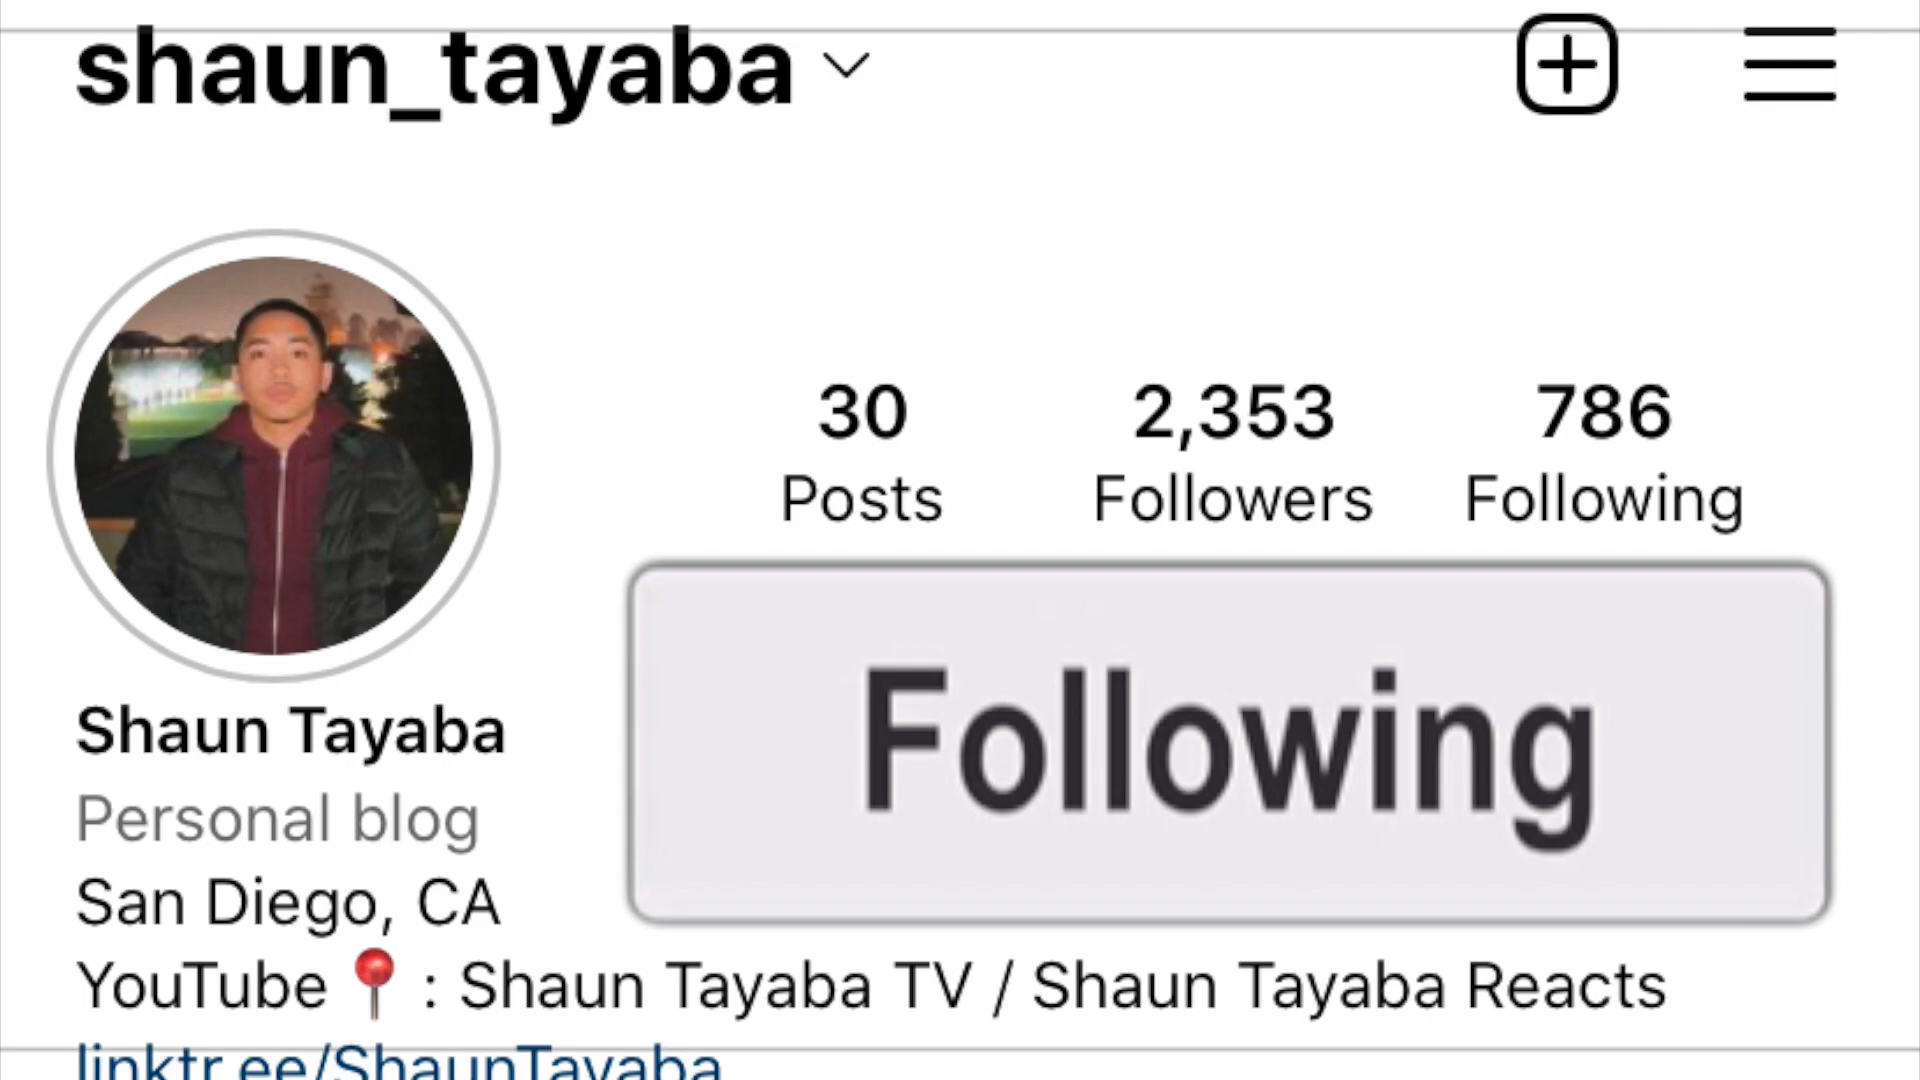 shaun_tayaba
30 2,353 786
Posts Followers Following
Following
Shaun Tayaba
Personal blog
San Diego, CA
YouTube 📍 : Shaun Tayaba TV / Shaun Tayaba Reacts
linktr.ee/ShaunTayaba